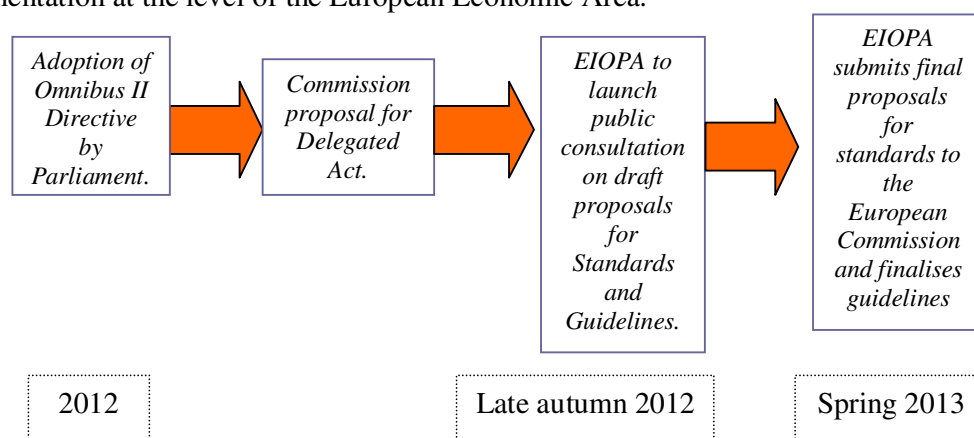 mentation at the level of the European Economic Area.
Adoption of
Omnibus II
Directive
by
Parliament.
Commission
proposal for
Delegated
Act.
EIOPA to
launch
public
consultation
on draft
proposals
for
Standards
and
Guidelines.
EIOPA
submits final
proposals
for
standards to
the
European
Commission
and finalises
guidelines
2012
Late autumn 2012
Spring 2013